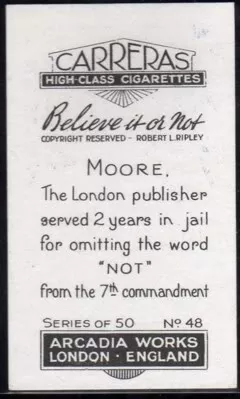 CARRERAS
HIGH-CLASS CIGARETTES
Believe it or Not
COPYRIGHT RESERVED - ROBERT L. RIPLEY
MOORE,
The London publisher
served 2 years in jail
for omitting the word
"NOT"
from the 7th commandment
SERIES OF 50 No 48
ARCADIA WORKS
LONDON · ENGLAND